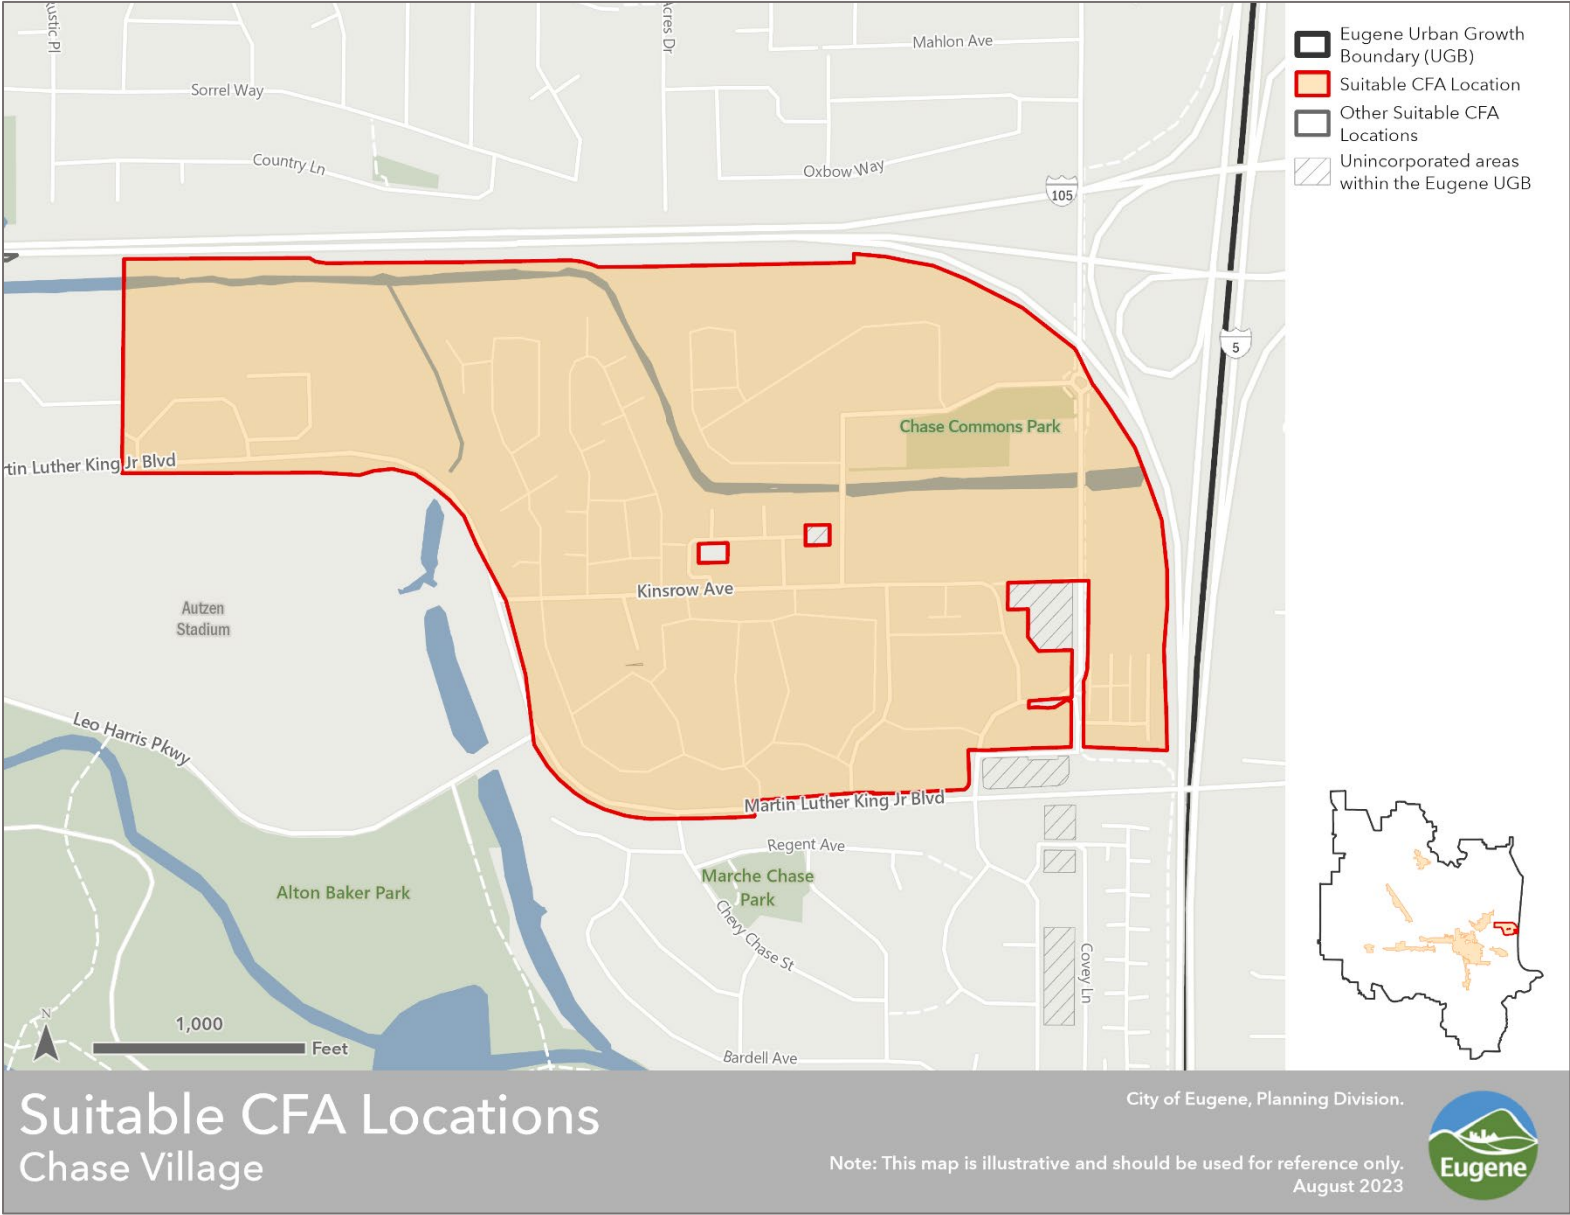 ustic Pl
Acres Dr
Mahlon Ave
Sorrel Way
Country Ln
Oxbow Way
105
5
Chase Commons Park
tin Luther King Jr Blvd
Kinsrow Ave
Autzen
Stadium
Leo Harris Pkwy
Martin Luther King Jr Blvd
Regent Ave
Marche Chase
Park
Alton Baker Park
Chevy Chase St
Covey Ln
Bardell Ave
N
1,000
Feet
Eugene Urban Growth
Boundary (UGB)
Suitable CFA Location
Other Suitable CFA
Locations
Unincorporated areas
within the Eugene UGB
Suitable CFA Locations
Chase Village
City of Eugene, Planning Division.
Note: This map is illustrative and should be used for reference only.
August 2023
Eugene